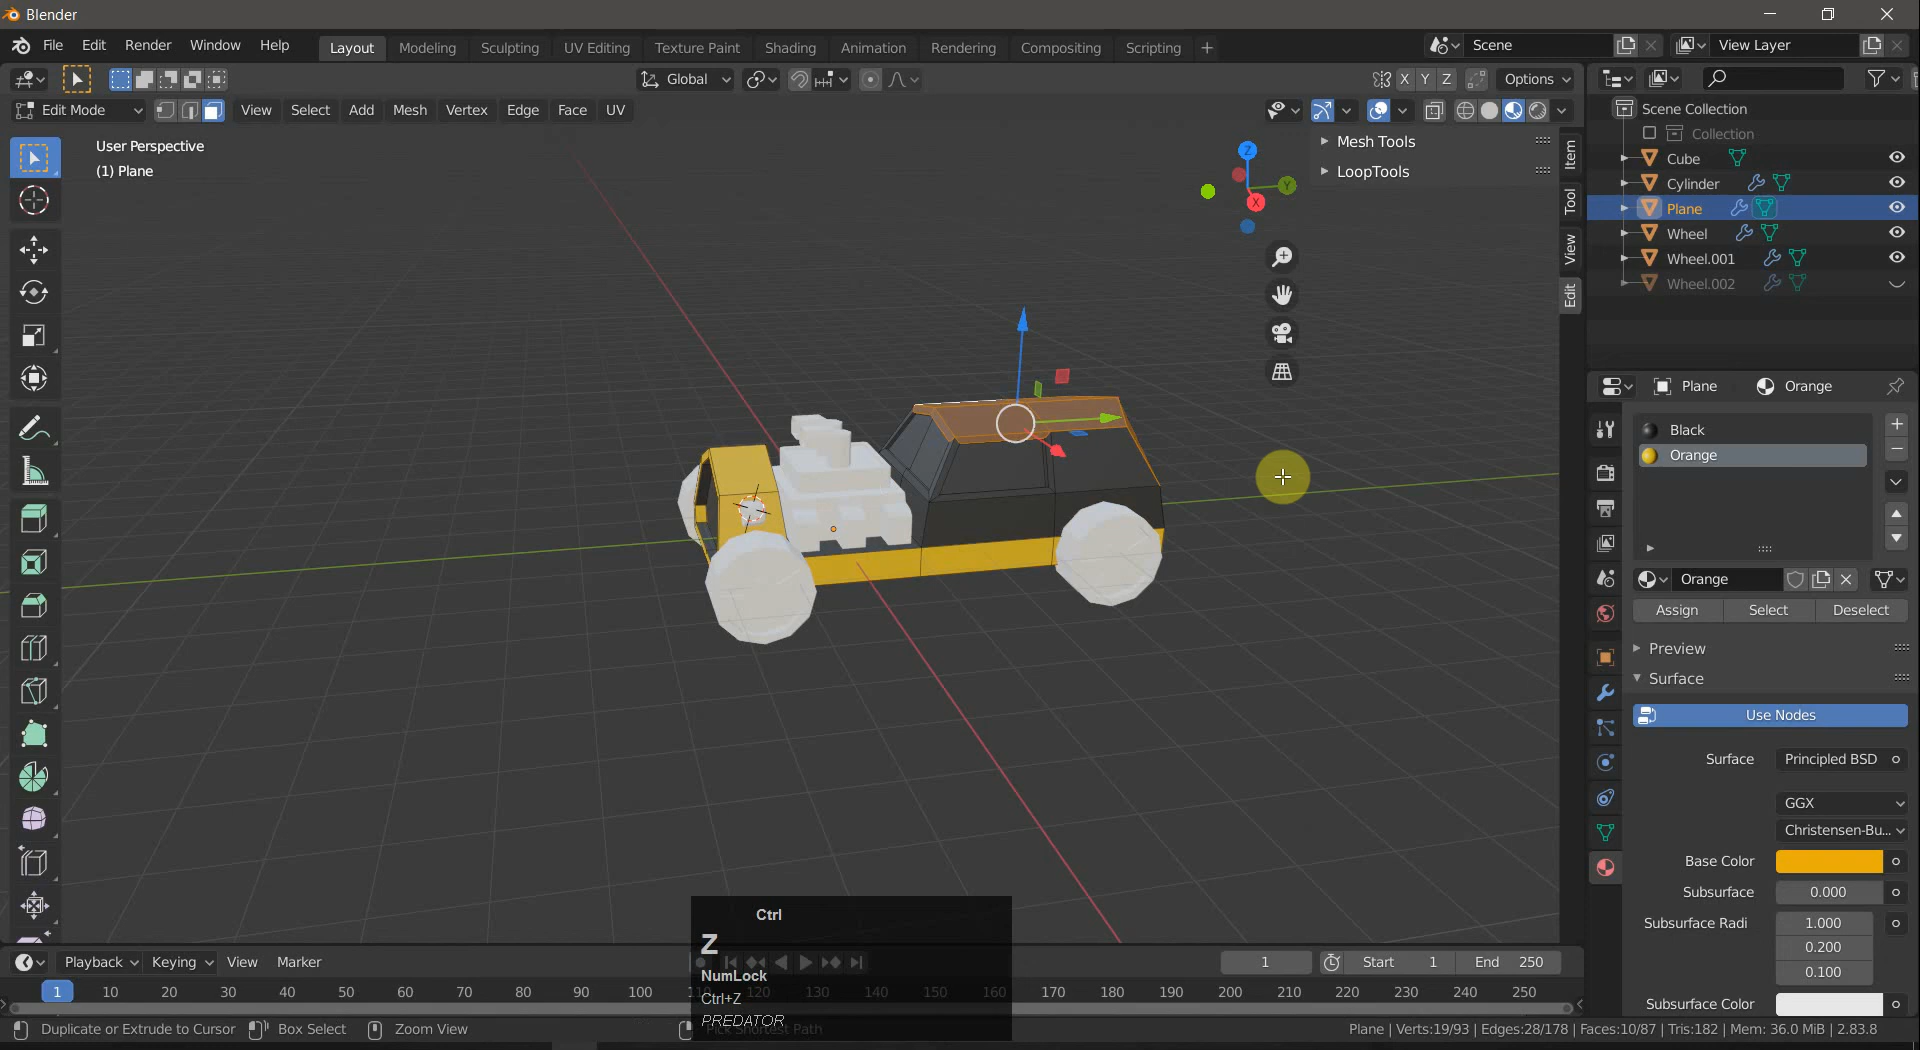 Blender
File Edit Render Window Help Layout Modeling Sculpting UV Editing Texture Paint Shading Animation Rendering Compositing Scripting + Scene View Layer
Global X Y Z Options
Edit Mode View Select Add Mesh Vertex Edge Face UV
User Perspective
(1) Plane
Mesh Tools
LoopTools
Z
Y
X
Item
Tool
View
Edit
Scene Collection
Collection
Cube
Cylinder
Plane
Wheel
Wheel.001
Wheel.002
Plane Orange
Black
Orange
Orange
Assign Select Deselect
Preview
Surface
Use Nodes
Surface Principled BSD
GGX
Christensen-Bu...
Base Color
Subsurface 0.000
Subsurface Radi 1.000
0.200
0.100
Subsurface Color
Ctrl
Z
NumLock
Ctrl+Z
PREDATOR
Playback Keying View Marker 1 Start 1 End 250
1 10 20 30 40 50 60 70 80 90 100 120 130 140 150 160 170 180 190 200 210 220 230 240 250
Duplicate or Extrude to Cursor Box Select Zoom View Pick Shortest Path
Plane | Verts:19/93 | Edges:28/178 | Faces:10/87 | Tris:182 | Mem: 36.0 MiB | 2.83.8